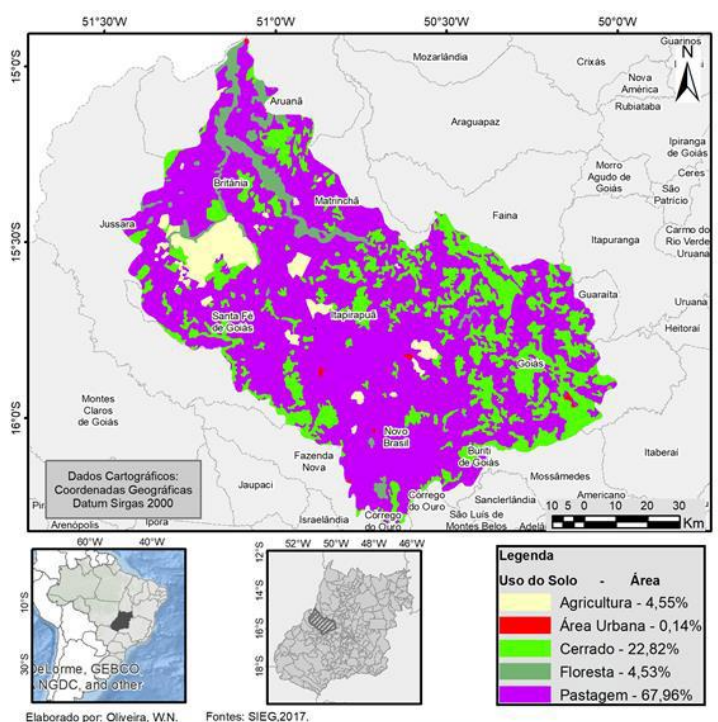 51°30'W 51°0'W 50°30'W 50°0'W
15°0'S
15°30'S
16°0'S
N
Guarinos
Mozarlândia
Crixás
Nova
América
Rubiataba
Aruanã
Araguapaz
Ipiranga
de Goiás
Morro
Agudo de
Goiás
Ceres
São
Patrício
Britânia
Matrinchã
Jussara
Faina
Carmo do
Rio Verde
Uruana
Itapuranga
Guaraíta
Uruana
Santa Fé
de Goiás
Itapirapuã
Heitoraí
Goiás
Montes
Claros
de Goiás
Novo
Brasil
Buriti
de Goiás
Itaberaí
Fazenda
Nova
Mossâmedes
Jaupaci
Córrego
do Ouro
Sanclerlândia
Americano
Israelândia
Córrego
do Ouro
São Luís de
Montes Belos
Arenópolis
Ipora
Dados Cartográficos:
Coordenadas Geográficas
Datum Sirgas 2000
10 5 0 10 20 30
Km
60°W 40°W
10°S
30°S
DeLorme, GEBCO,
NGDC, and other
52°W 50°W 48°W 46°W
12°S
14°S
16°S
18°S
Legenda
Uso do Solo - Área
Agricultura - 4,55%
Área Urbana - 0,14%
Cerrado - 22,82%
Floresta - 4,53%
Pastagem - 67,96%
Elaborado por: Oliveira, W.N. Fontes: SIEG,2017.